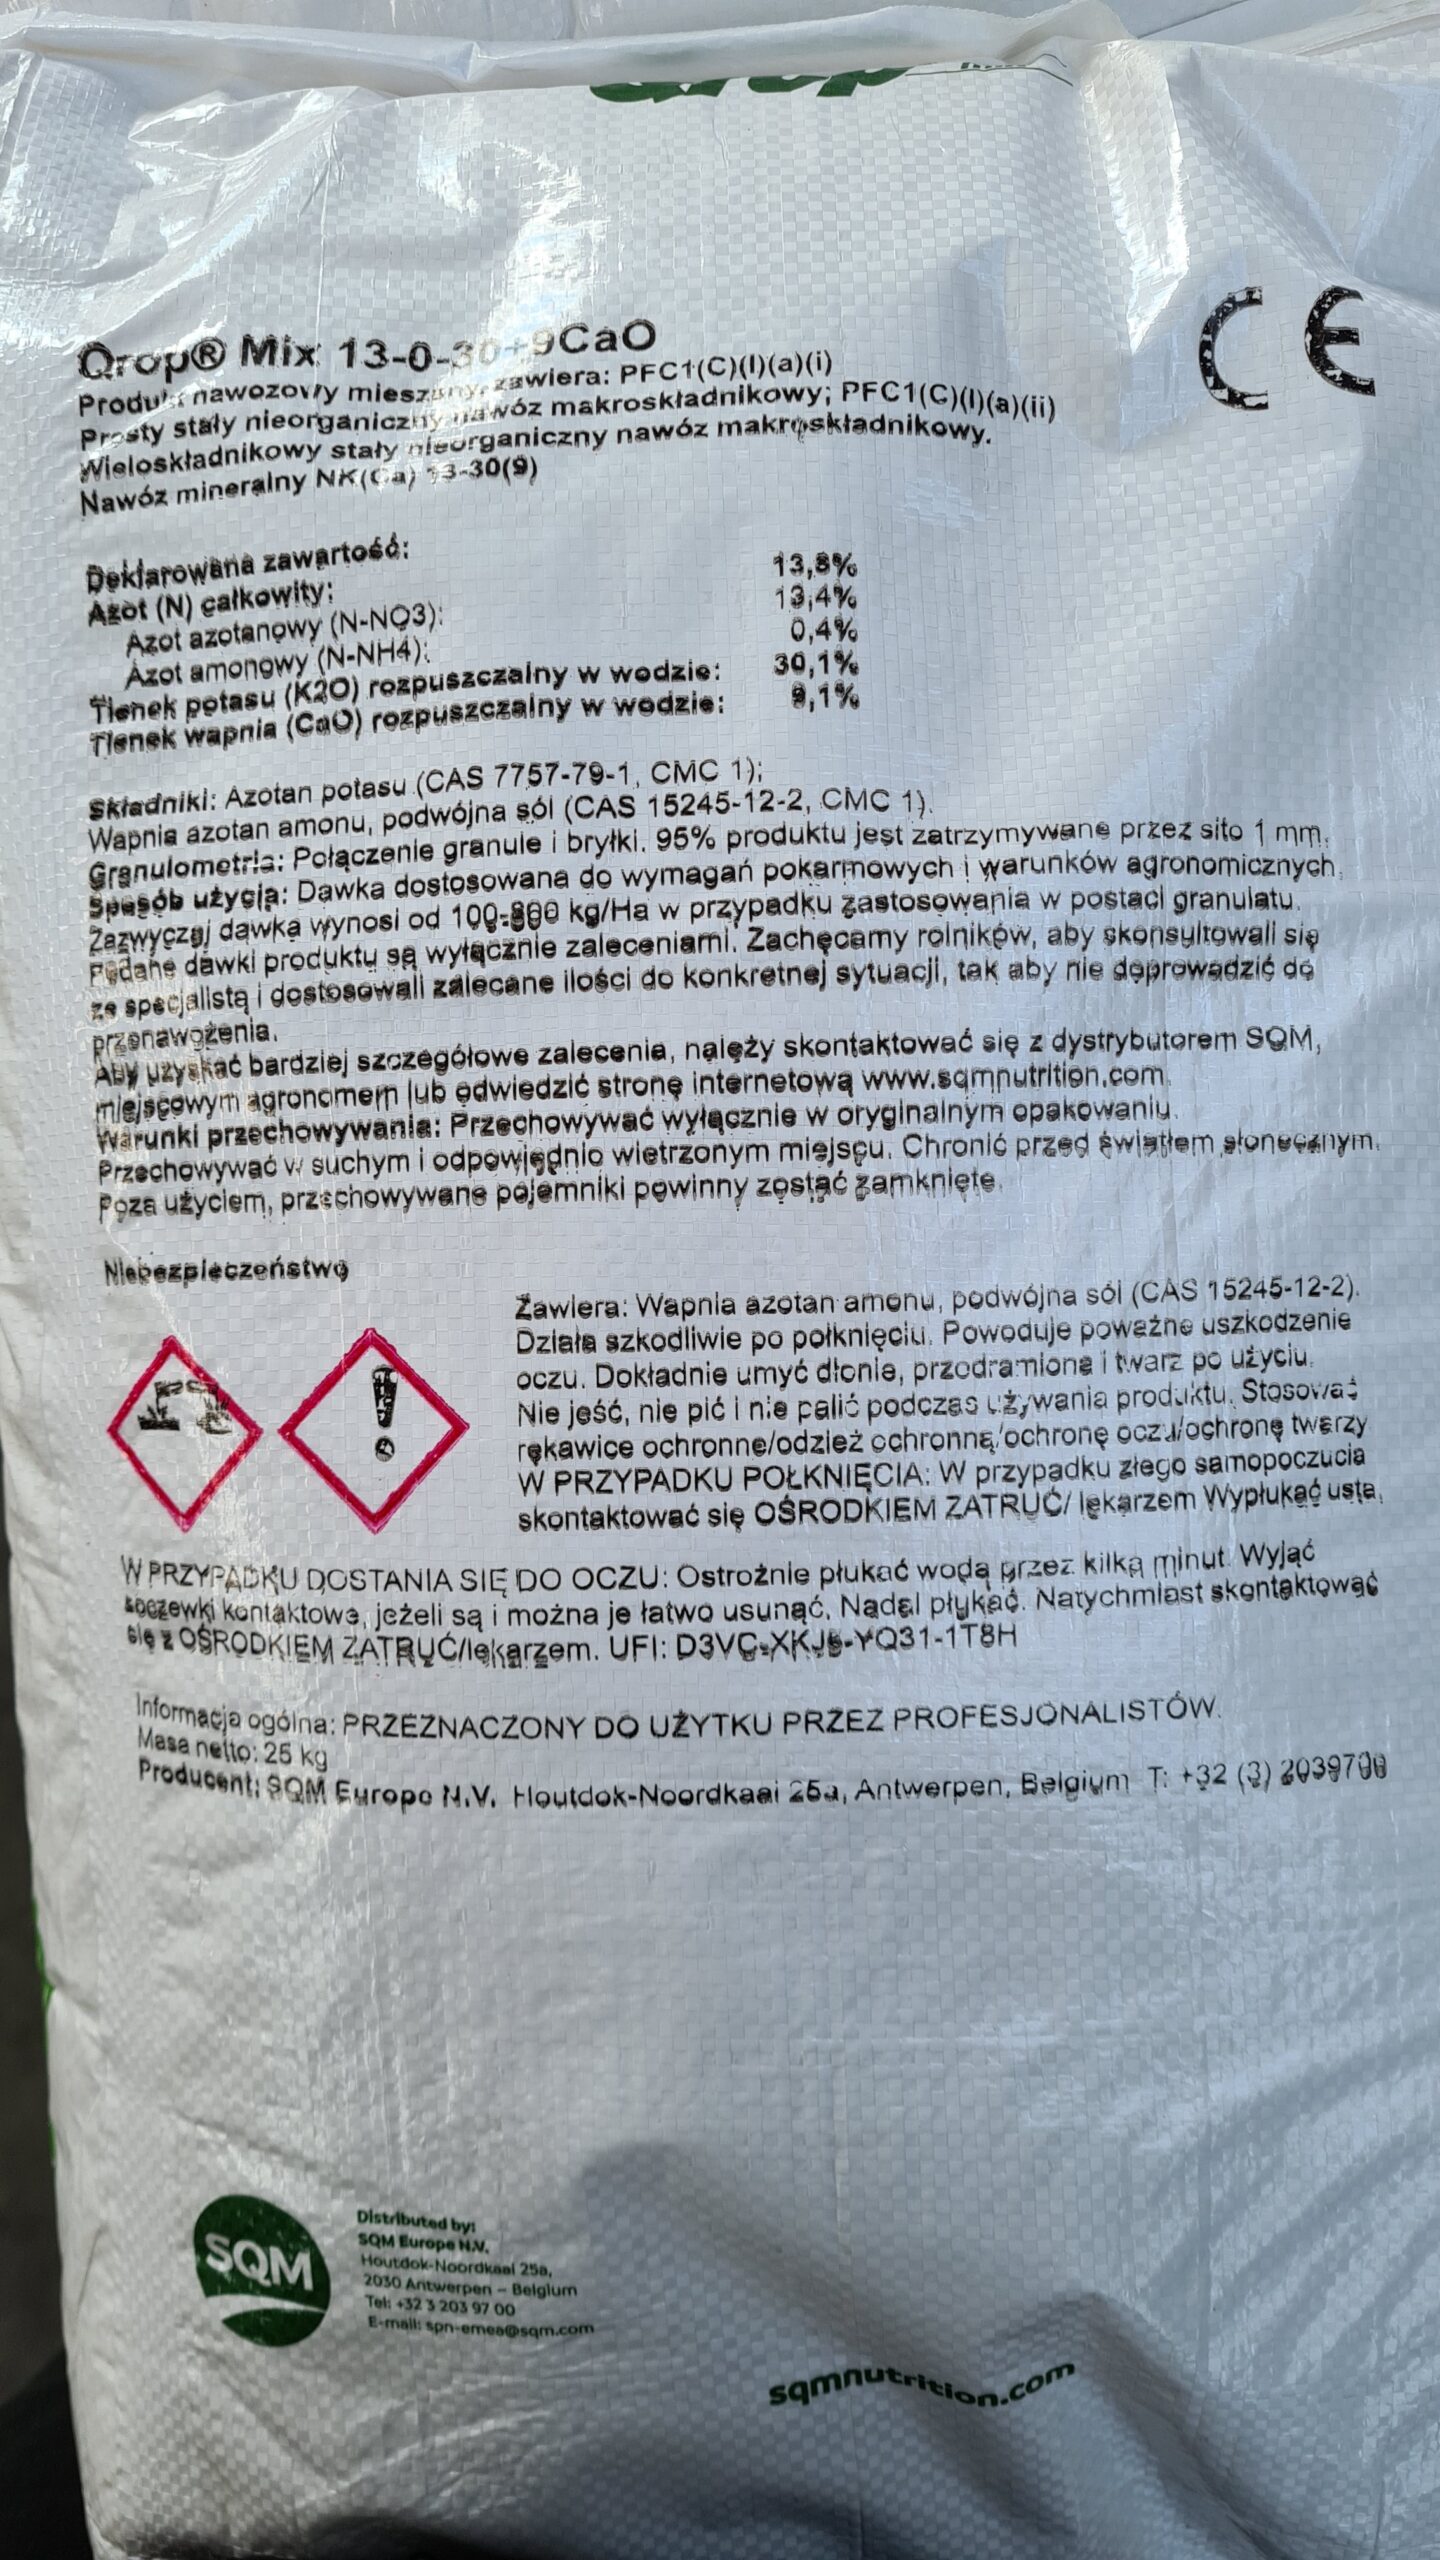 Qrop
Qrop® Mix 13-0-30+9CaO
Produkt nawozowy mieszany, zawiera: PFC1(C)(I)(a)(i)
Prosty stały nieorganiczny nawóz makroskładnikowy; PFC1(C)(I)(a)(ii)
Wieloskładnikowy stały nieorganiczny nawóz makroskładnikowy.
Nawóz mineralny NK(Ca) 13-30(9)
CE
Deklarowana zawartość:
Azot (N) całkowity: 13,8%
Azot azotanowy (N-NO3): 13,4%
Azot amonowy (N-NH4): 0,4%
Tlenek potasu (K2O) rozpuszczalny w wodzie: 30,1%
Tlenek wapnia (CaO) rozpuszczalny w wodzie: 9,1%
Składniki: Azotan potasu (CAS 7757-79-1, CMC 1);
Wapnia azotan amonu, podwójna sól (CAS 15245-12-2, CMC 1).
Granulometria: Połączenie granule i bryłki. 95% produktu jest zatrzymywane przez sito 1 mm.
Sposób użycia: Dawka dostosowana do wymagań pokarmowych i warunków agronomicznych.
Zazwyczaj dawka wynosi od 100-800 kg/Ha w przypadku zastosowania w postaci granulatu.
Podane dawki produktu są wyłącznie zaleceniami. Zachęcamy rolników, aby skonsultowali się
ze specjalistą i dostosowali zalecane ilości do konkretnej sytuacji, tak aby nie doprowadzić do
przenawożenia.
Aby uzyskać bardziej szczegółowe zalecenia, należy skontaktować się z dystrybutorem SQM,
miejscowym agronomem lub odwiedzić stronę internetową www.sqmnutrition.com.
Warunki przechowywania: Przechowywać wyłącznie w oryginalnym opakowaniu.
Przechowywać w suchym i odpowiednio wietrzonym miejscu. Chronić przed światłem słonecznym.
Poza użyciem, przechowywane pojemniki powinny zostać zamknięte.
Niebezpieczeństwo
Zawiera: Wapnia azotan amonu, podwójna sól (CAS 15245-12-2).
Działa szkodliwie po połknięciu. Powoduje poważne uszkodzenie
oczu. Dokładnie umyć dłonie, przedramiona i twarz po użyciu.
Nie jeść, nie pić i nie palić podczas używania produktu. Stosować
rękawice ochronne/odzież ochronną/ochronę oczu/ochronę twarzy
W PRZYPADKU POŁKNIĘCIA: W przypadku złego samopoczucia
skontaktować się OŚRODKIEM ZATRUĆ/ lekarzem Wypłukać usta.
W PRZYPADKU DOSTANIA SIĘ DO OCZU: Ostrożnie płukać wodą przez kilka minut. Wyjąć
soczewki kontaktowe, jeżeli są i można je łatwo usunąć. Nadal płukać. Natychmiast skontaktować
się z OŚRODKIEM ZATRUĆ/lekarzem. UFI: D3VC-XKJ5-YQ31-1T8H
Informacja ogólna: PRZEZNACZONY DO UŻYTKU PRZEZ PROFESJONALISTÓW.
Masa netto: 25 kg
Producent: SQM Europe N.V. Houtdok-Noordkaai 25a, Antwerpen, Belgium T: +32 (3) 2039700
SQM
Distributed by:
SQM Europe N.V.
Houtdok-Noordkaai 25a,
2030 Antwerpen – Belgium
Tel: +32 3 203 97 00
E-mail: spn-emea@sqm.com
sqmnutrition.com